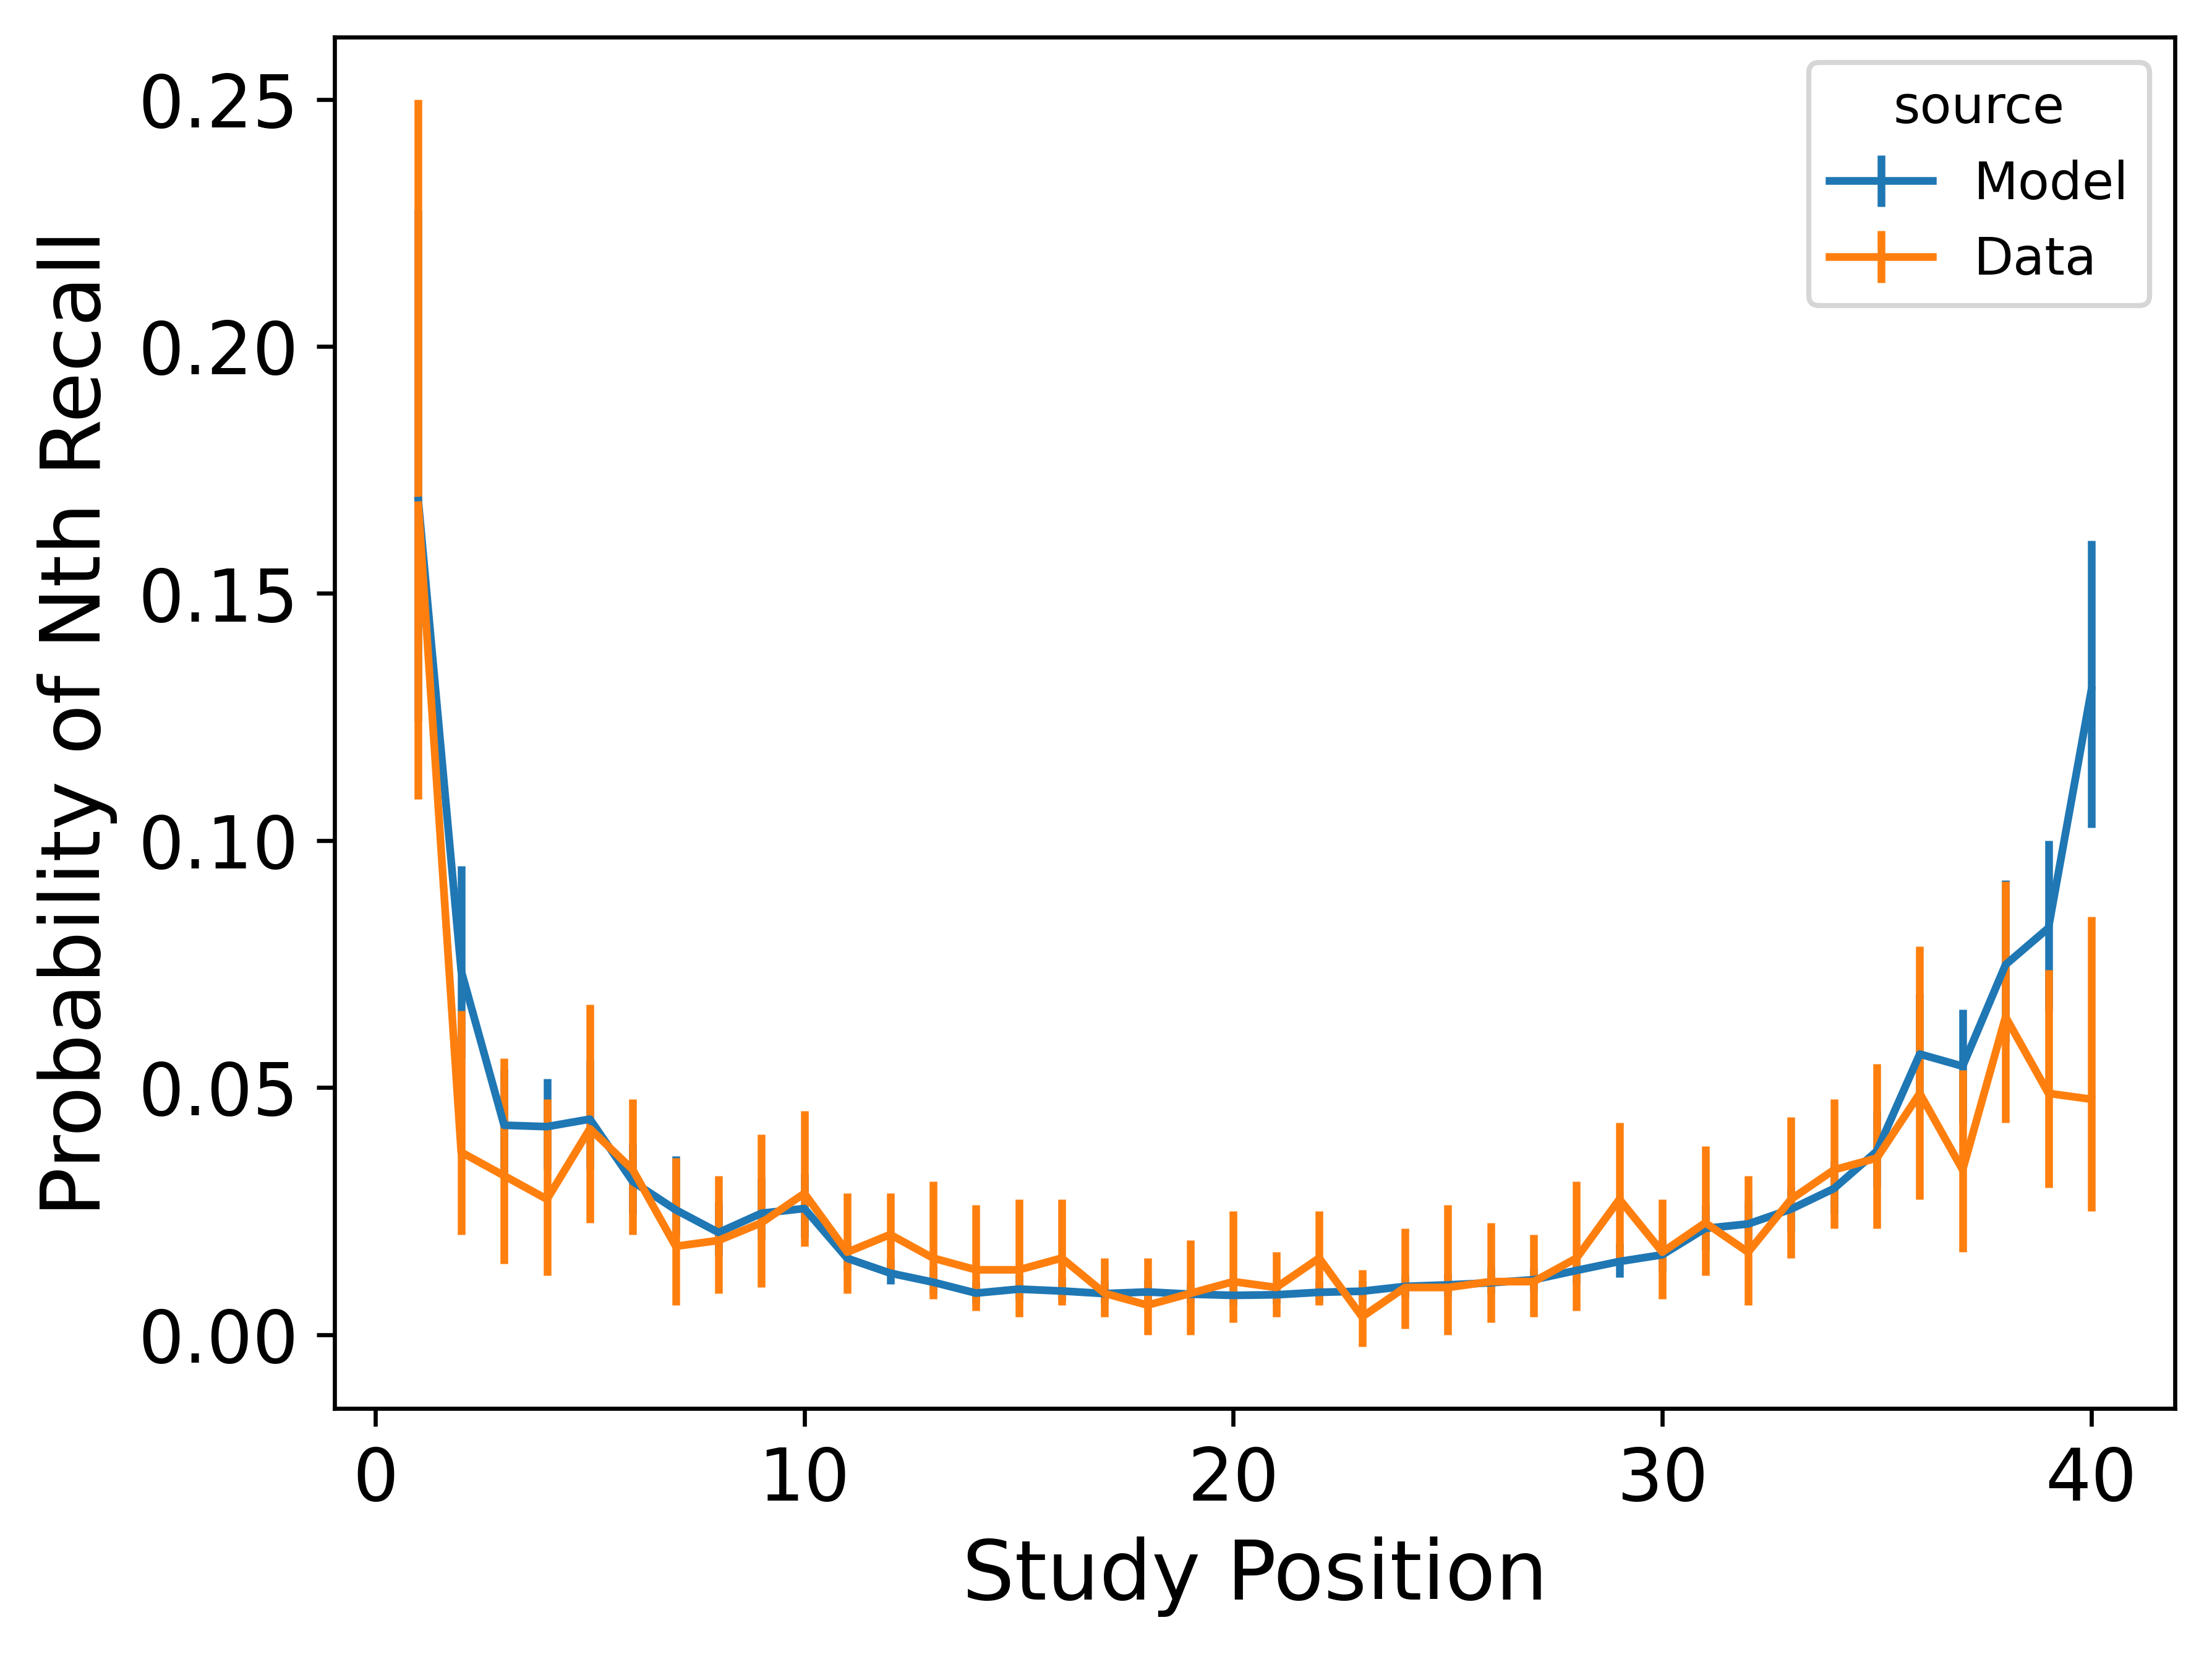 source
Model
Data
Probability of Nth Recall
0.25
0.20
0.15
0.10
0.05
0.00
0 10 20 30 40
Study Position